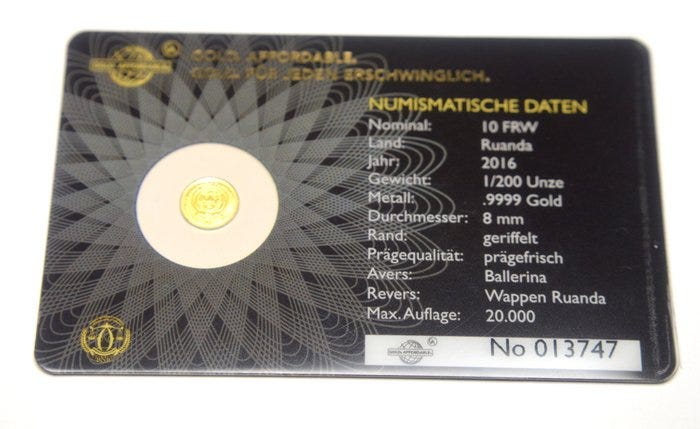 GOLD AFFORDABLE.
GOLD FÜR JEDEN ERSCHWINGLICH.
NUMISMATISCHE DATEN
Nominal: 10 FRW
Land: Ruanda
Jahr: 2016
Gewicht: 1/200 Unze
Metall: .9999 Gold
Durchmesser: 8 mm
Rand: geriffelt
Prägequalität: prägefrisch
Avers: Ballerina
Revers: Wappen Ruanda
Max. Auflage: 20.000
No 013747